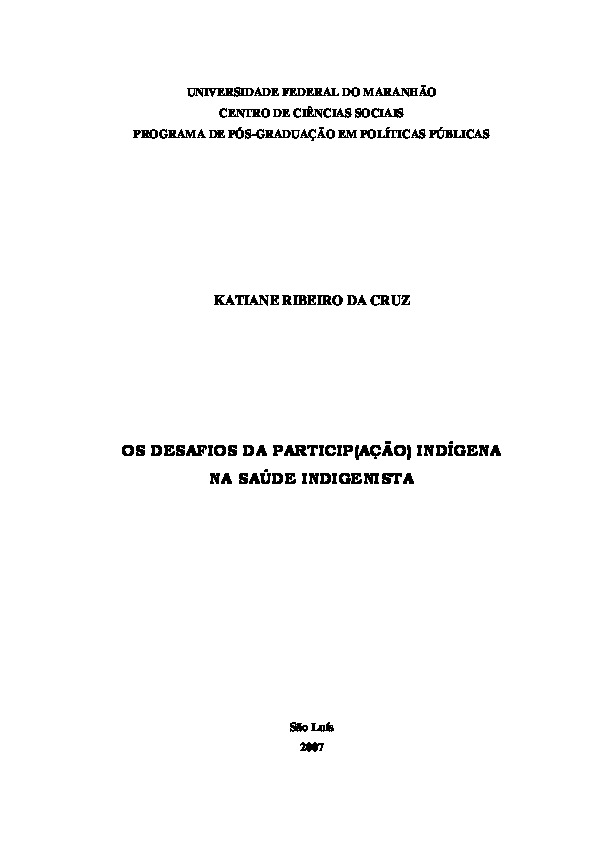 UNIVERSIDADE FEDERAL DO MARANHÃO
CENTRO DE CIÊNCIAS SOCIAIS
PROGRAMA DE PÓS-GRADUAÇÃO EM POLÍTICAS PÚBLICAS
KATIANE RIBEIRO DA CRUZ
OS DESAFIOS DA PARTICIP(AÇÃO) INDÍGENA
NA SAÚDE INDIGENISTA
São Luís
2007